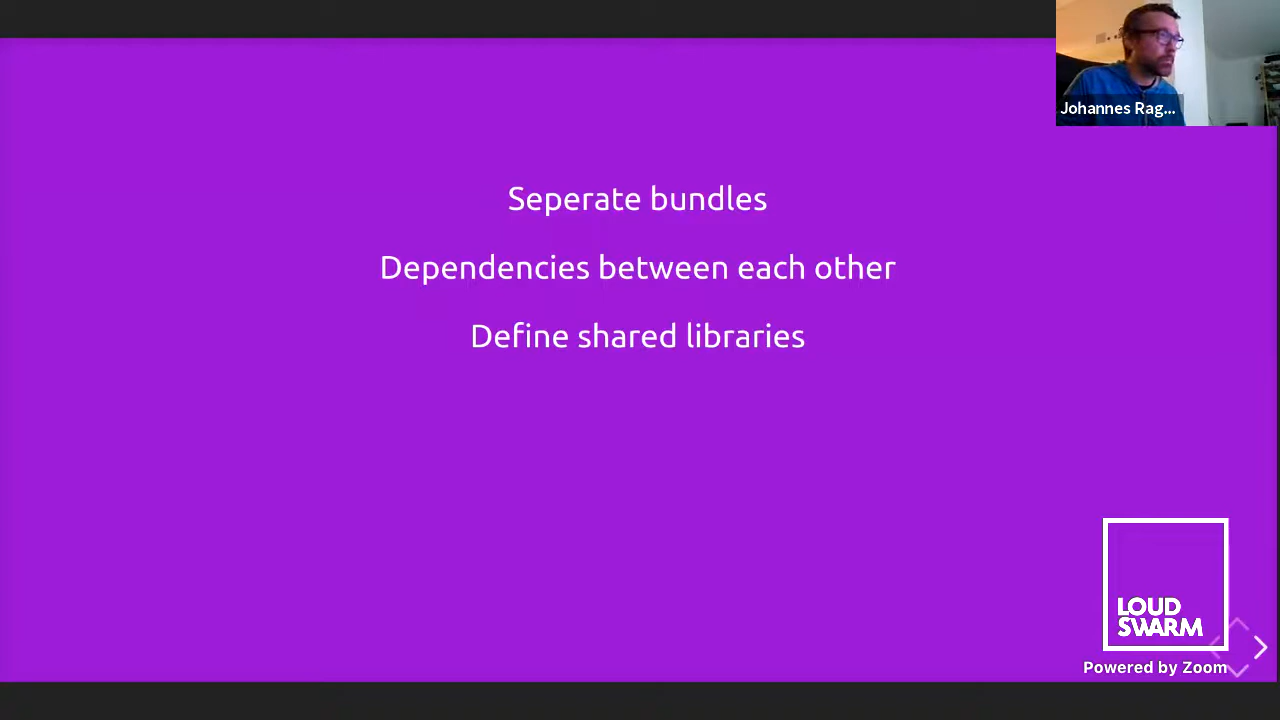 Johannes Rag...
Seperate bundles
Dependencies between each other
Define shared libraries
LOUD
SWARM
Powered by Zoom